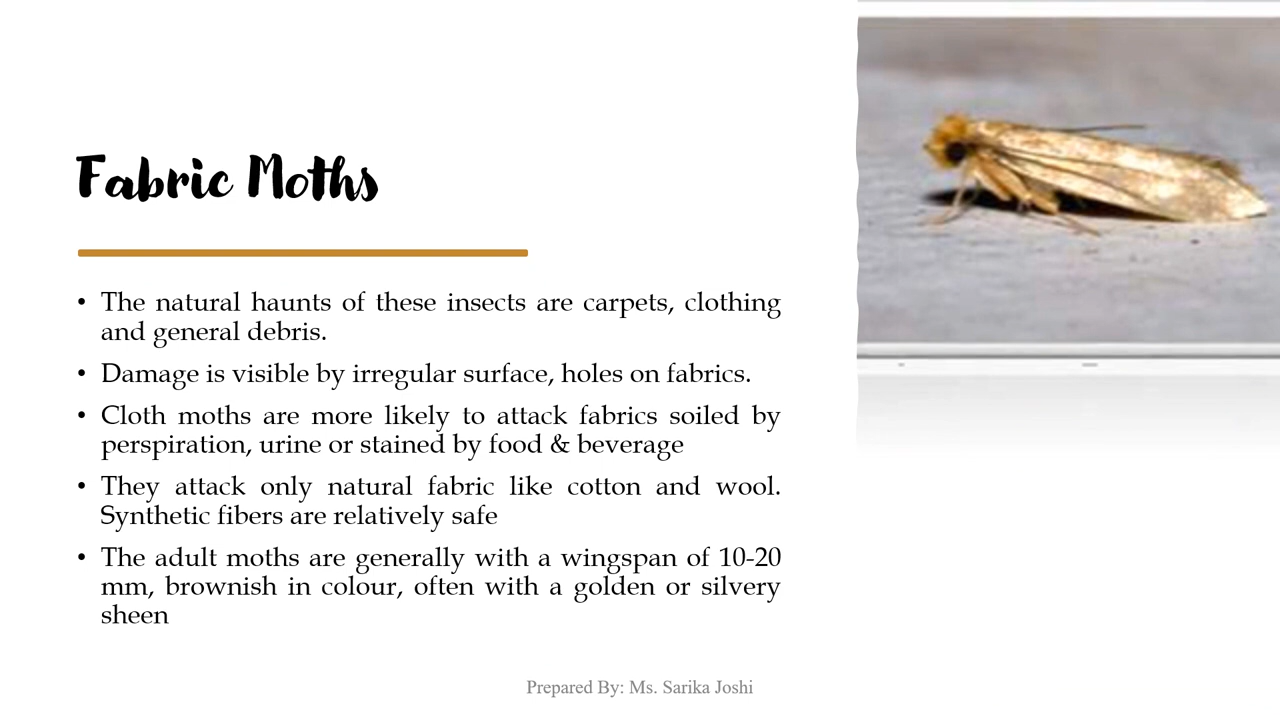 Fabric Moths
• The natural haunts of these insects are carpets, clothing
and general debris.
• Damage is visible by irregular surface, holes on fabrics.
• Cloth moths are more likely to attack fabrics soiled by
perspiration, urine or stained by food & beverage
• They attack only natural fabric like cotton and wool.
Synthetic fibers are relatively safe
• The adult moths are generally with a wingspan of 10-20
mm, brownish in colour, often with a golden or silvery
sheen
Prepared By: Ms. Sarika Joshi